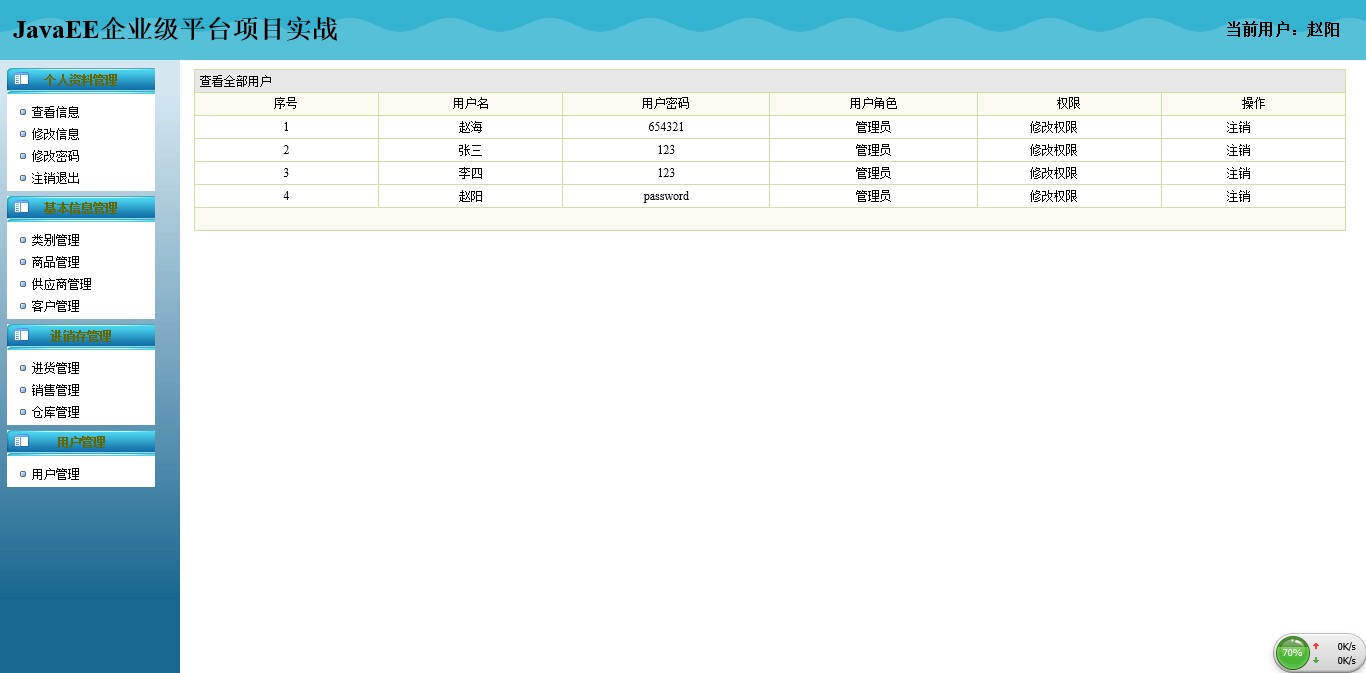 JavaEE企业级平台项目实战
当前用户：赵阳
个人资料管理
查看信息
修改信息
修改密码
注销退出
基本信息管理
类别管理
商品管理
供应商管理
客户管理
进销存管理
进货管理
销售管理
仓库管理
用户管理
用户管理
查看全部用户
序号 用户名 用户密码 用户角色 权限 操作
1 赵海 654321 管理员 修改权限 注销
2 张三 123 管理员 修改权限 注销
3 李四 123 管理员 修改权限 注销
4 赵阳 password 管理员 修改权限 注销
70% 0K/s
0K/s